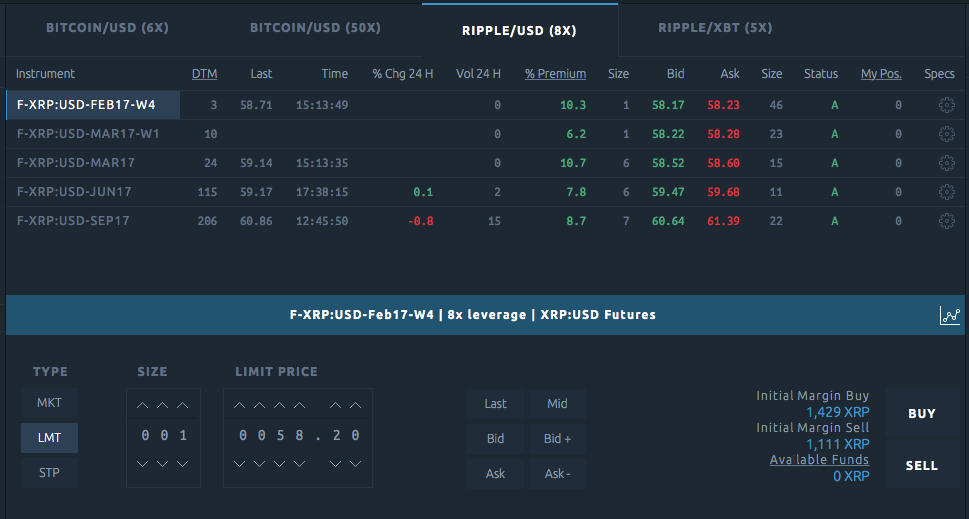 BITCOIN/USD (6X) BITCOIN/USD (50X) RIPPLE/USD (8X) RIPPLE/XBT (5X)
Instrument DTM Last Time % Chg 24 H Vol 24 H % Premium Size Bid Ask Size Status My Pos. Specs
F-XRP:USD-FEB17-W4 3 58.71 15:13:49 0 10.3 1 58.17 58.23 46 A 0
F-XRP:USD-MAR17-W1 10 0 6.2 1 58.22 58.28 23 A 0
F-XRP:USD-MAR17 24 59.14 15:13:35 0 10.7 6 58.52 58.60 15 A 0
F-XRP:USD-JUN17 115 59.17 17:38:15 0.1 2 7.8 6 59.47 59.68 11 A 0
F-XRP:USD-SEP17 206 60.86 12:45:50 -0.8 15 8.7 7 60.64 61.39 22 A 0
F-XRP:USD-Feb17-W4 | 8x leverage | XRP:USD Futures
TYPE SIZE LIMIT PRICE
MKT
LMT
STP
0 0 1
0 0 5 8 . 2 0
Last Mid
Bid Bid +
Ask Ask -
Initial Margin Buy
1,429 XRP
Initial Margin Sell
1,111 XRP
Available Funds
0 XRP
BUY
SELL